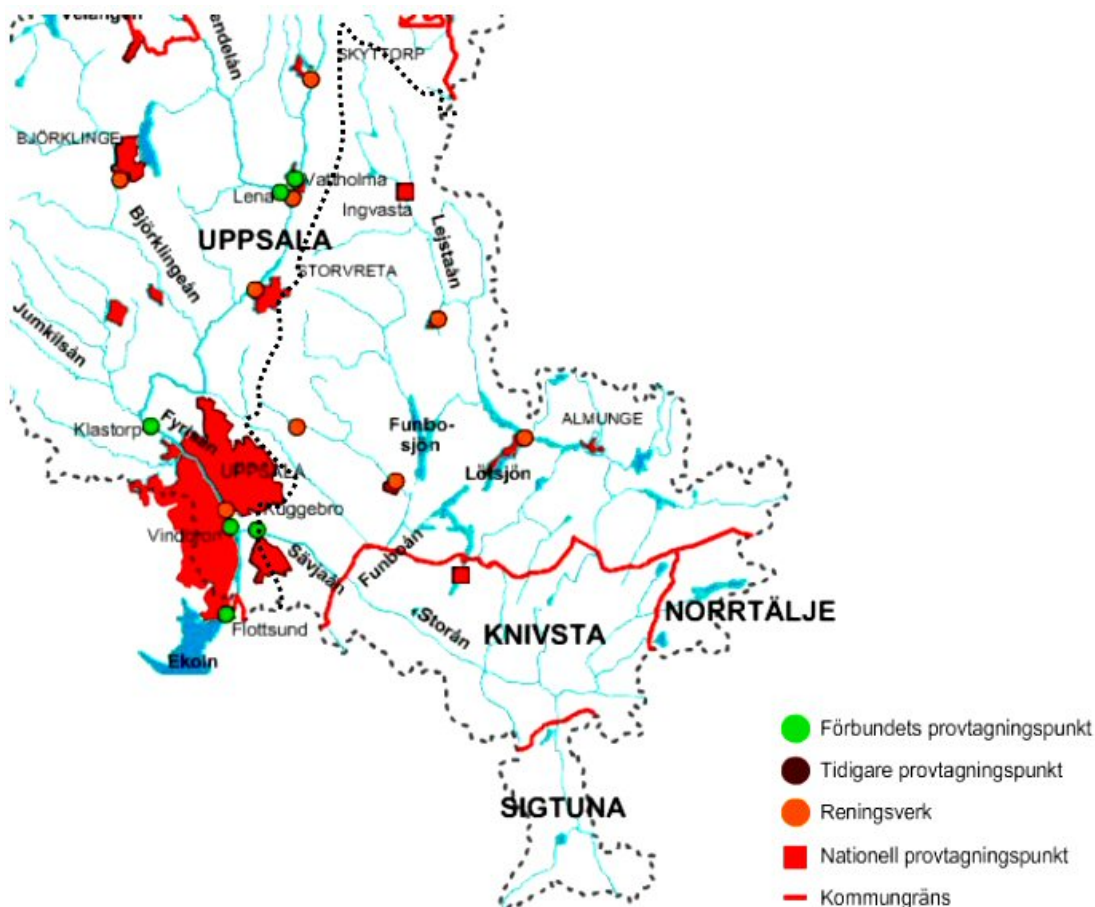 SKYTTORP
BJÖRKLINGE
Vattholma
Lena
Ingvasta
UPPSALA
Björklingeån
Lejstaån
STORVRETA
Jumkilsån
Klastorp
Fyrisån
Funbo-
sjön
ALMUNGE
UPPSALA
Lötsjön
Kuggebro
Sävjaån
Funboån
Flottsund
Storån
KNIVSTA
NORRTÄLJE
Ekoln
SIGTUNA
Förbundets provtagningspunkt
Tidigare provtagningspunkt
Reningsverk
Nationell provtagningspunkt
Kommungräns